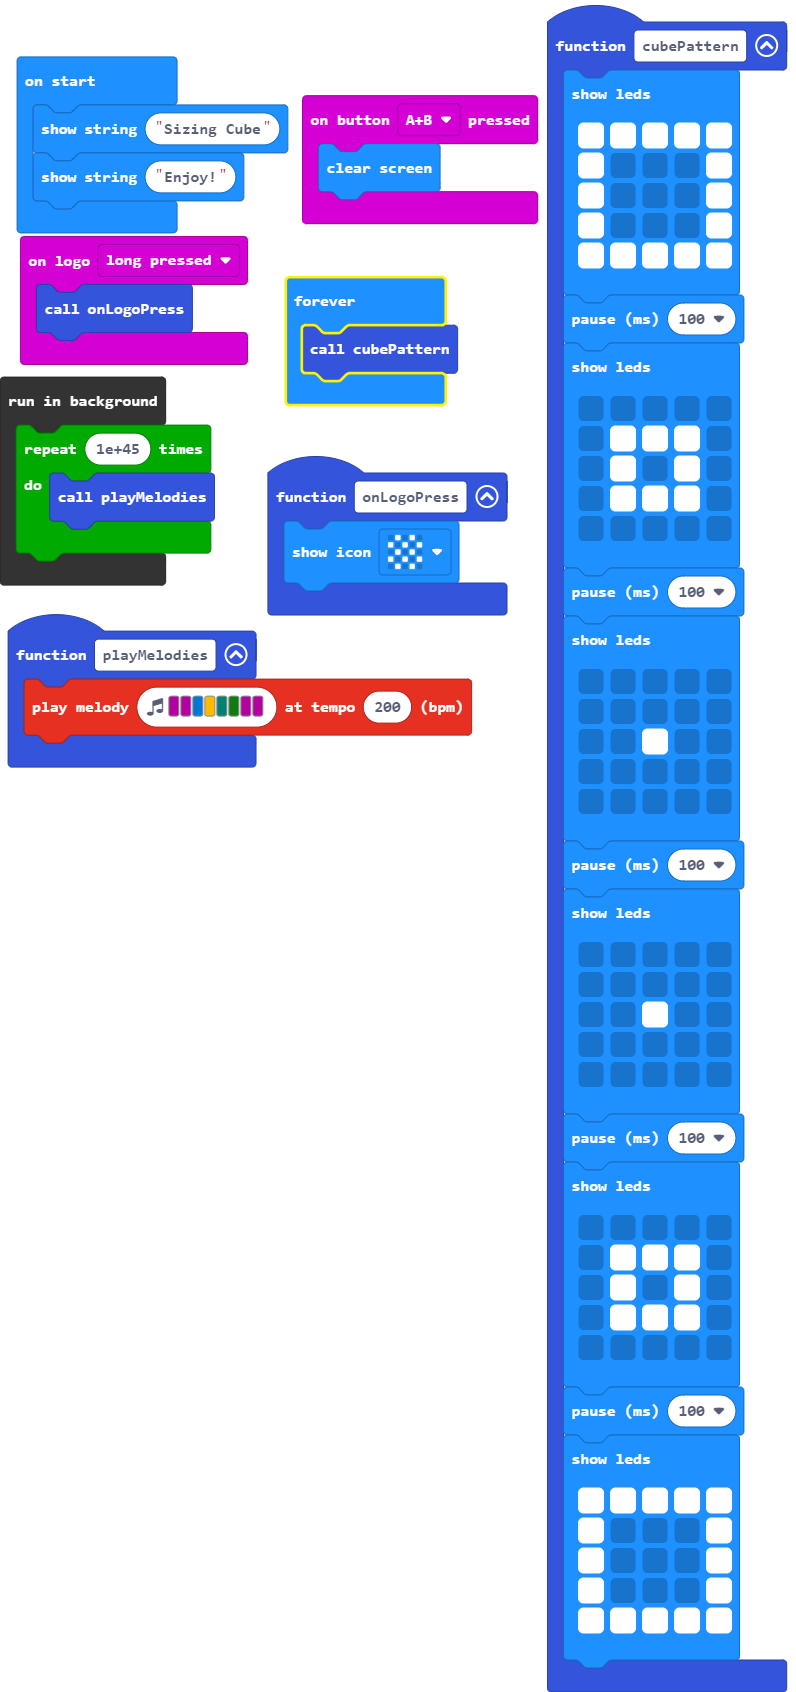 on start
show string "Sizing Cube"
show string "Enjoy!"
on button A+B pressed
clear screen
on logo long pressed
call onLogoPress
forever
call cubePattern
run in background
repeat 1e+45 times
do
call playMelodies
function onLogoPress
show icon
function playMelodies
play melody at tempo 200 (bpm)
function cubePattern
show leds
pause (ms) 100
show leds
pause (ms) 100
show leds
pause (ms) 100
show leds
pause (ms) 100
show leds
pause (ms) 100
show leds